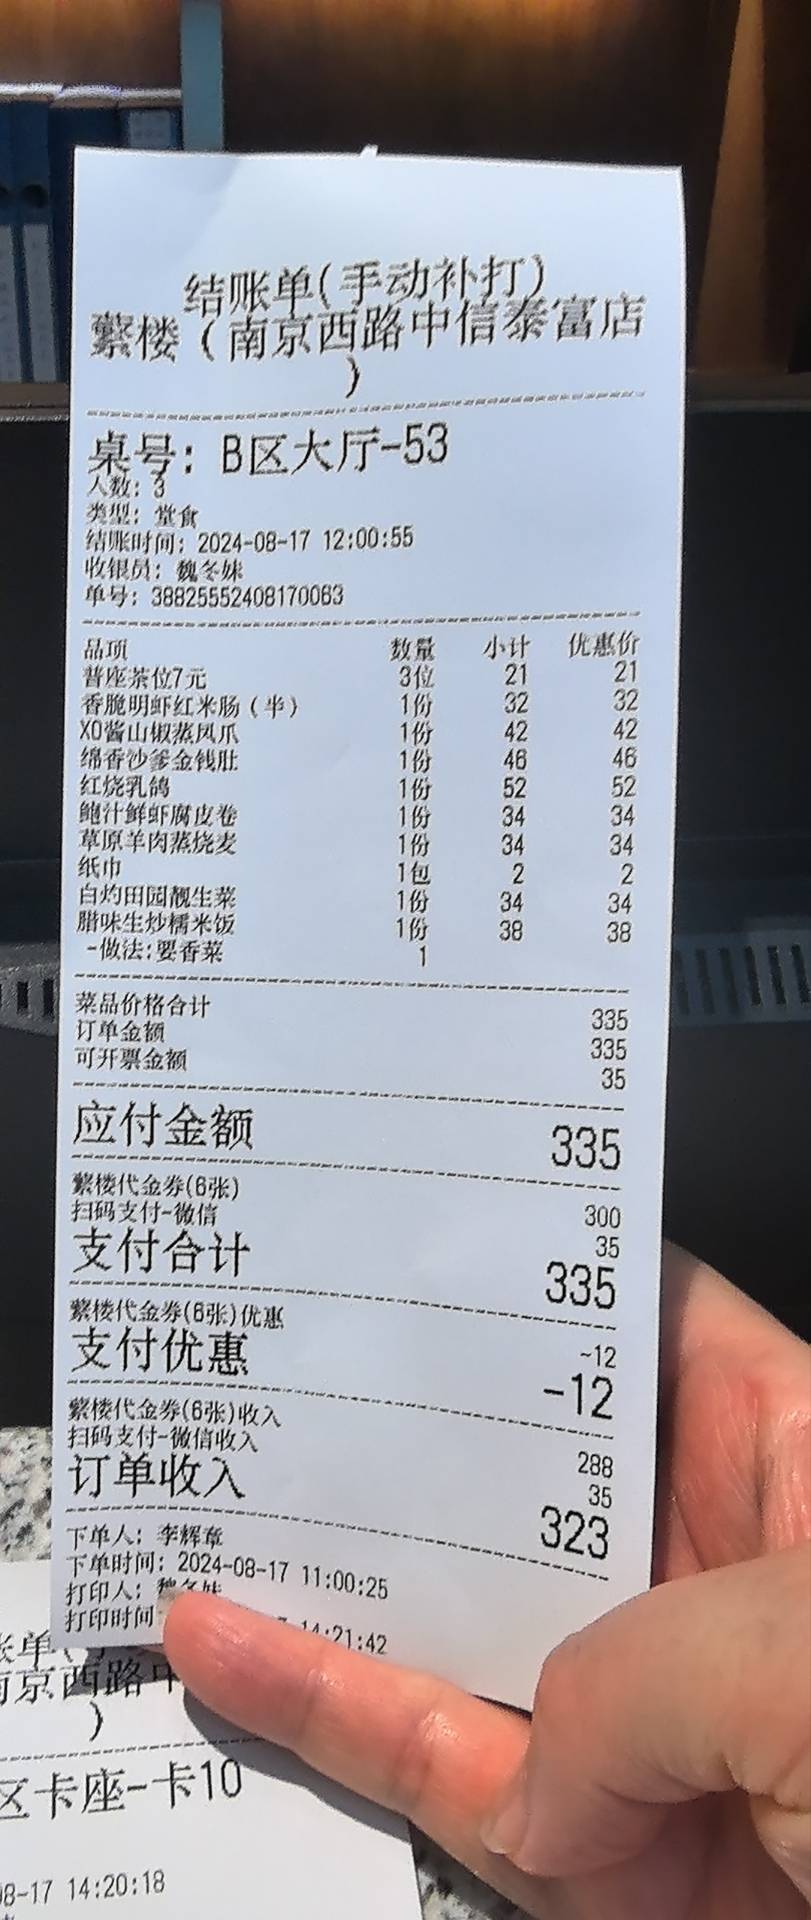 结账单(手动补打)
繁楼(南京西路中信泰富店
)
桌号: B区大厅-53
人数: 3
类型: 堂食
结账时间: 2024-08-17 12:00:55
收银员: 魏冬妹
单号: 38825552408170063
品项 数量 小计 优惠价
普座茶位7元 3位 21 21
香脆明虾红米肠(半) 1份 32 32
XO酱山椒蒸凤爪 1份 42 42
绵香沙爹金钱肚 1份 46 46
红烧乳鸽 1份 52 52
鲍汁鲜虾腐皮卷 1份 34 34
草原羊肉蒸烧麦 1份 34 34
纸巾 1包 2 2
白灼田园靓生菜 1份 34 34
腊味生炒糯米饭 1份 38 38
-做法:要香菜 1
菜品价格合计 335
订单金额 335
可开票金额 35
应付金额 335
繁楼代金券(6张) 300
扫码支付-微信 35
支付合计 335
繁楼代金券(6张)优惠 -12
支付优惠 -12
繁楼代金券(6张)收入 288
扫码支付-微信收入 35
订单收入 323
下单人: 李辉章
下单时间: 2024-08-17 11:00:25
打印人: 魏冬妹
打印时间 14:21:42
账单
南京西路中
)
区卡座-卡10
08-17 14:20:18